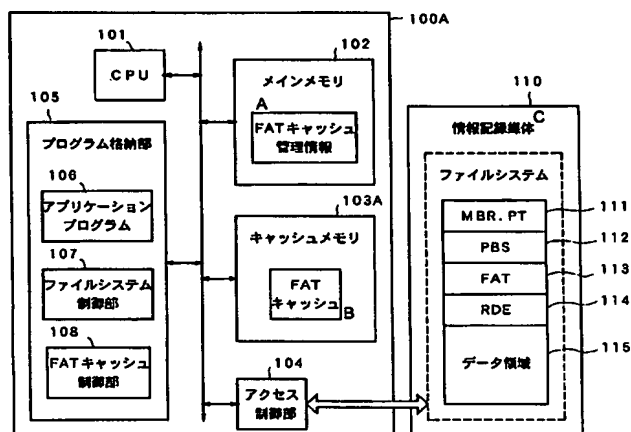 100A
101
CPU
102
メインメモリ
A
FATキャッシュ
管理情報
105
プログラム格納部
106
アプリケーション
プログラム
107
ファイルシステム
制御部
108
FATキャッシュ
制御部
103A
キャッシュメモリ
FAT
キャッシュ
B
104
アクセス
制御部
110
C
情報記録媒体
ファイルシステム
MBR.PT
111
PBS
112
FAT
113
RDE
114
データ領域
115